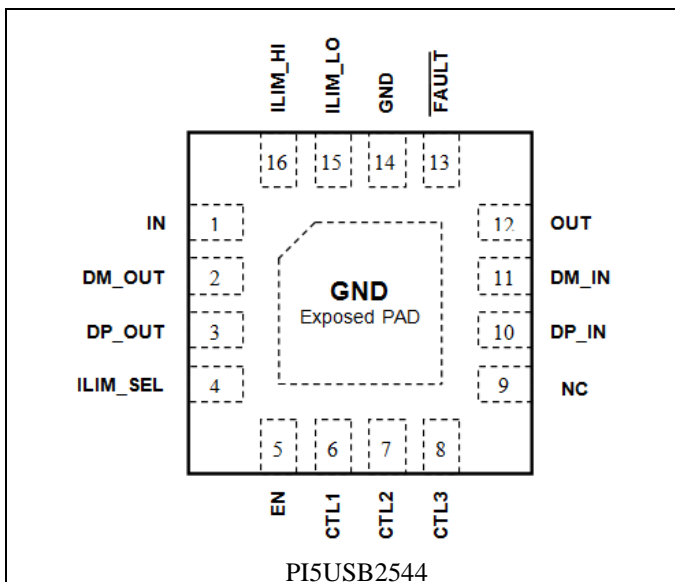 ILIM_HI
ILIM_LO
GND
FAULT
16 15 14 13
IN 1 12 OUT
DM_OUT 2 11 DM_IN
GND
Exposed PAD
DP_OUT 3 10 DP_IN
ILIM_SEL 4 9 NC
5 6 7 8
EN
CTL1
CTL2
CTL3
PI5USB2544